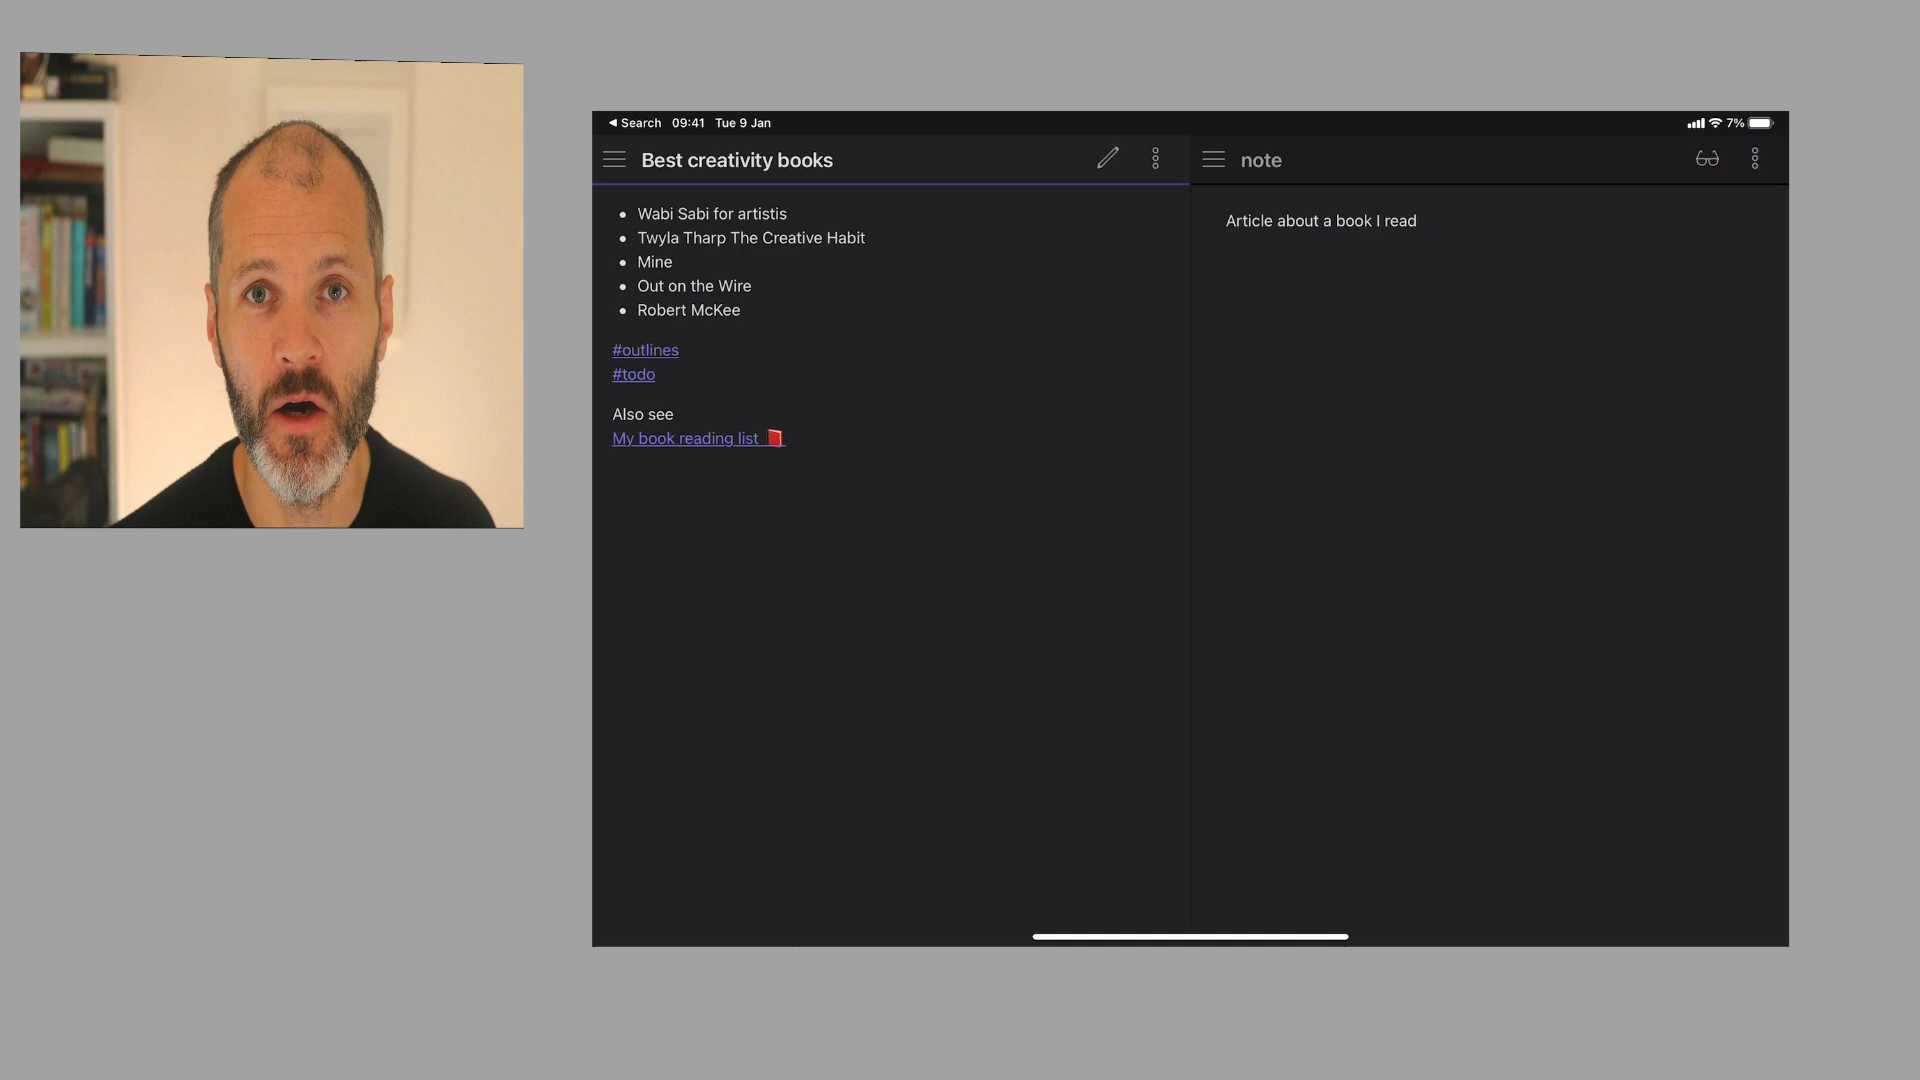 ◀ Search 09:41 Tue 9 Jan 7%
Best creativity books
note
• Wabi Sabi for artistis
• Twyla Tharp The Creative Habit
• Mine
• Out on the Wire
• Robert McKee
#outlines
#todo
Also see
My book reading list 📕
Article about a book I read